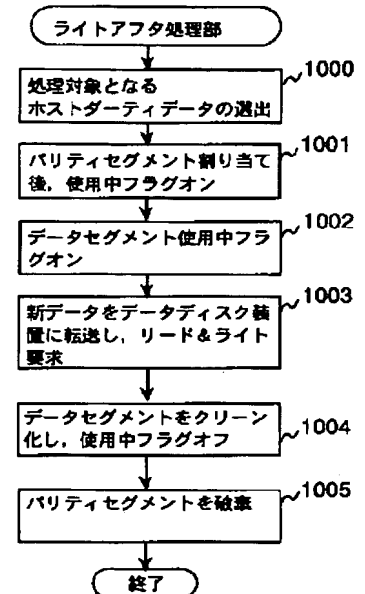 ライトアフタ処理部
1000
処理対象となる
ホストダーティデータの選出
1001
パリティセグメント割り当て
後，使用中フラグオン
1002
データセグメント使用中フラ
グオン
1003
新データをデータディスク装
置に転送し，リード＆ライト
要求
1004
データセグメントをクリーン
化し，使用中フラグオフ
1005
パリティセグメントを破棄
終了